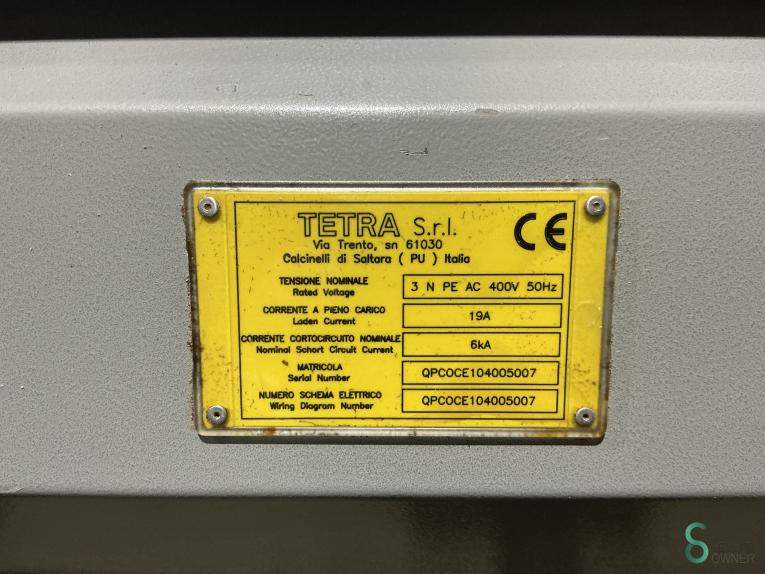 TETRA S.r.l.
CE
Via Trento, sn 61030
Calcinelli di Saltara ( PU ) Italia
TENSIONE NOMINALE
Rated Voltage
3 N PE AC 400V 50Hz
CORRENTE A PIENO CARICO
Laden Current
19A
CORRENTE CORTOCIRCUITO NOMINALE
Nominal Schort Circuit Current
6kA
MATRICOLA
Serial Number
QPCOCE104005007
NUMERO SCHEMA ELETTRICO
Wiring Diagram Number
QPCOCE104005007
OWNER